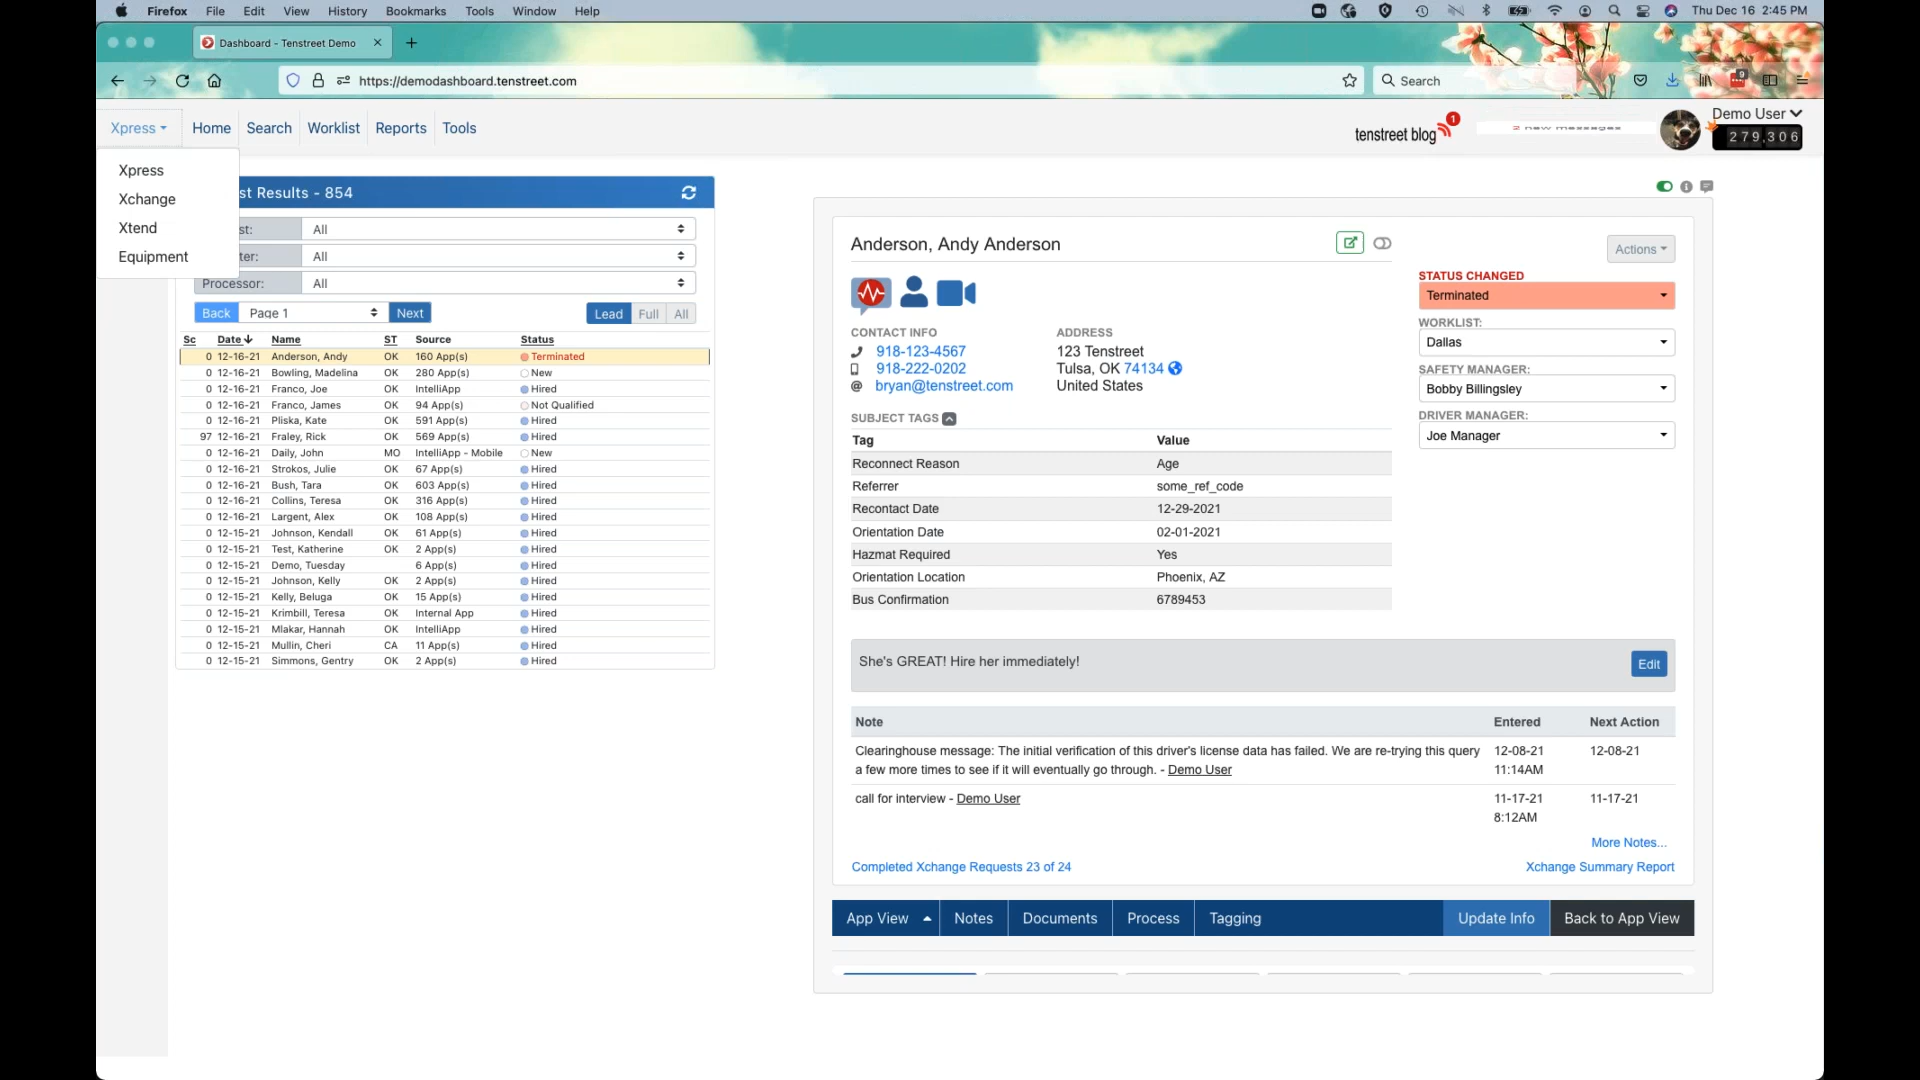 Firefox File Edit View History Bookmarks Tools Window Help Thu Dec 16 2:45 PM
Dashboard - Tenstreet Demo
https://demodashboard.tenstreet.com Search 9
Xpress Home Search Worklist Reports Tools tenstreet blog 1 Demo User
279,306
Xpress
Xchange
Xtend
Equipment
st Results - 854
st: All
ter: All
Processor: All
Back Page 1 Next Lead Full All
Sc Date Name ST Source Status
0 12-16-21 Anderson, Andy OK 160 App(s) Terminated
0 12-16-21 Bowling, Madelina OK 280 App(s) New
0 12-16-21 Franco, Joe OK IntelliApp Hired
0 12-16-21 Franco, James OK 94 App(s) Not Qualified
0 12-16-21 Pliska, Kate OK 591 App(s) Hired
97 12-16-21 Fraley, Rick OK 569 App(s) Hired
0 12-16-21 Daily, John MO IntelliApp - Mobile New
0 12-16-21 Strokos, Julie OK 67 App(s) Hired
0 12-16-21 Bush, Tara OK 603 App(s) Hired
0 12-16-21 Collins, Teresa OK 316 App(s) Hired
0 12-16-21 Largent, Alex OK 108 App(s) Hired
0 12-15-21 Johnson, Kendall OK 61 App(s) Hired
0 12-15-21 Test, Katherine OK 2 App(s) Hired
0 12-15-21 Demo, Tuesday 6 App(s) Hired
0 12-15-21 Johnson, Kelly OK 2 App(s) Hired
0 12-15-21 Kelly, Beluga OK 15 App(s) Hired
0 12-15-21 Krimbill, Teresa OK Internal App Hired
0 12-15-21 Mlakar, Hannah OK IntelliApp Hired
0 12-15-21 Mullin, Cheri CA 11 App(s) Hired
0 12-15-21 Simmons, Gentry OK 2 App(s) Hired
Anderson, Andy Anderson
Actions
STATUS CHANGED
Terminated
WORKLIST:
Dallas
SAFETY MANAGER:
Bobby Billingsley
DRIVER MANAGER:
Joe Manager
CONTACT INFO
918-123-4567
918-222-0202
@ bryan@tenstreet.com
ADDRESS
123 Tenstreet
Tulsa, OK 74134
United States
SUBJECT TAGS
Tag Value
Reconnect Reason Age
Referrer some_ref_code
Recontact Date 12-29-2021
Orientation Date 02-01-2021
Hazmat Required Yes
Orientation Location Phoenix, AZ
Bus Confirmation 6789453
She's GREAT! Hire her immediately! Edit
Note Entered Next Action
Clearinghouse message: The initial verification of this driver's license data has failed. We are re-trying this query 12-08-21 12-08-21
a few more times to see if it will eventually go through. - Demo User 11:14AM
call for interview - Demo User 11-17-21 11-17-21
8:12AM
More Notes...
Completed Xchange Requests 23 of 24 Xchange Summary Report
App View Notes Documents Process Tagging Update Info Back to App View